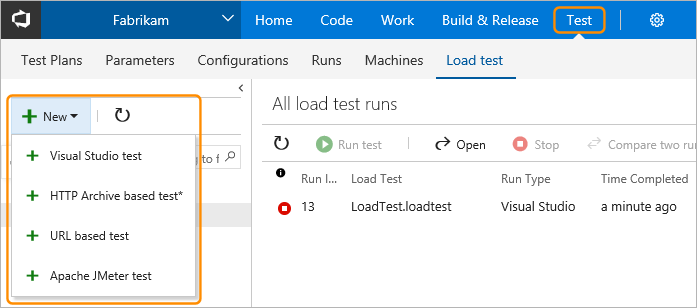 Fabrikam Home Code Work Build & Release Test
Test Plans Parameters Configurations Runs Machines Load test
New
to f
Visual Studio test
HTTP Archive based test*
URL based test
Apache JMeter test
All load test runs
Run test Open Stop Compare two run
Run I... Load Test Run Type Time Completed
13 LoadTest.loadtest Visual Studio a minute ago